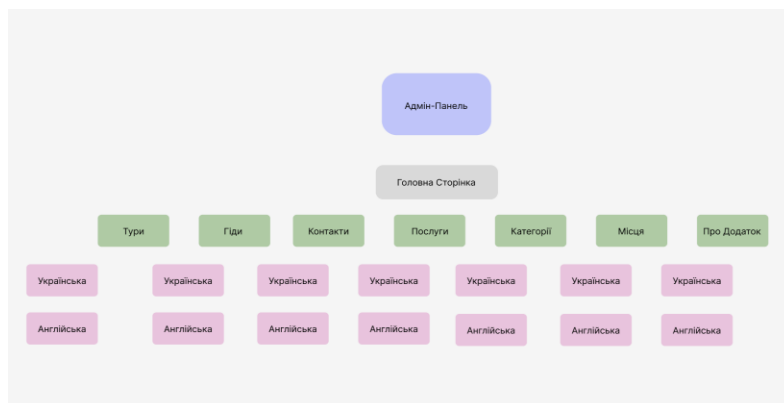 Адмін-Панель
Головна Сторінка
Тури Гіди Контакти Послуги Категорії Місця Про Додаток
Українська Українська Українська Українська Українська Українська Українська
Англійська Англійська Англійська Англійська Англійська Англійська Англійська